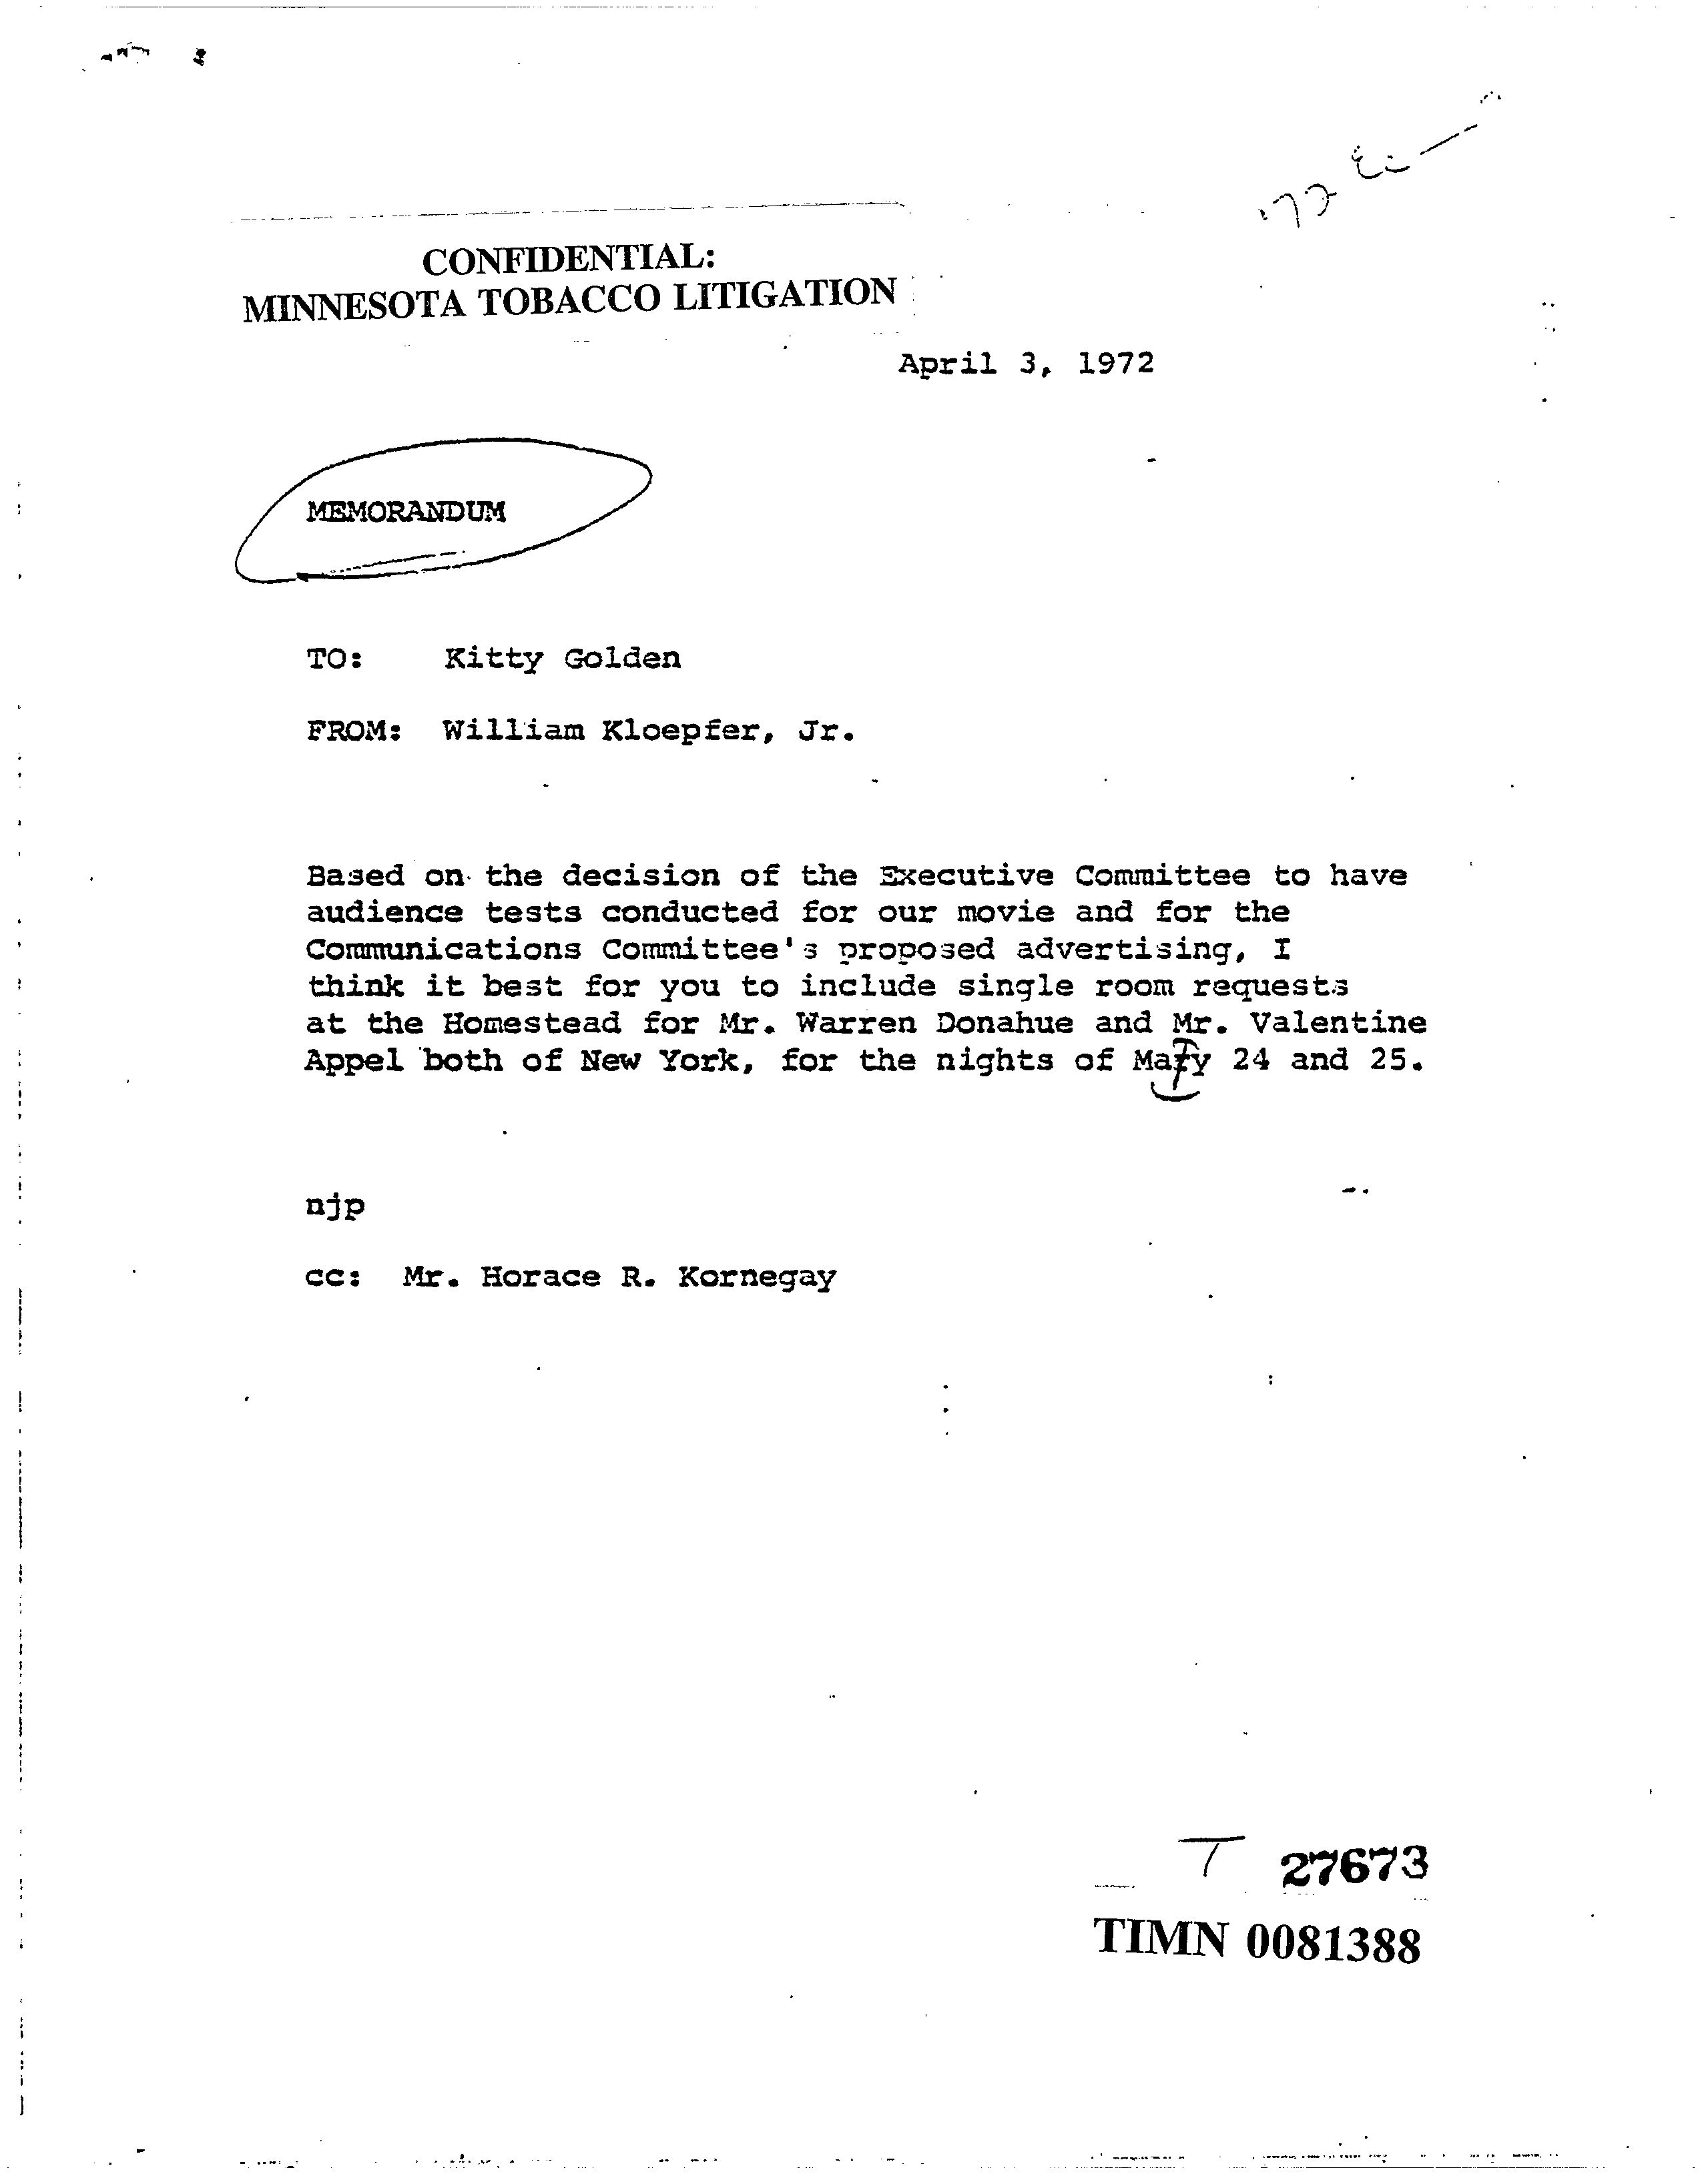 '72
CONFIDENTIAL:
MINNESOTA TOBACCO LITIGATION
April 3, 1972
MEMORANDUM
TO: Kitty Golden
FROM: William Kloepfer, Jr.
Based on the decision of the Executive Committee to have
audience tests conducted for our movie and for the
Communications Committee's proposed advertising, I
think it best for you to include single room requests
at the Homestead for Mr. Warren Donahue and Mr. Valentine
Appel both of New York, for the nights of May 24 and 25.
njp
cc: Mr. Horace R. Kornegay
T 27673
TIMN 0081388